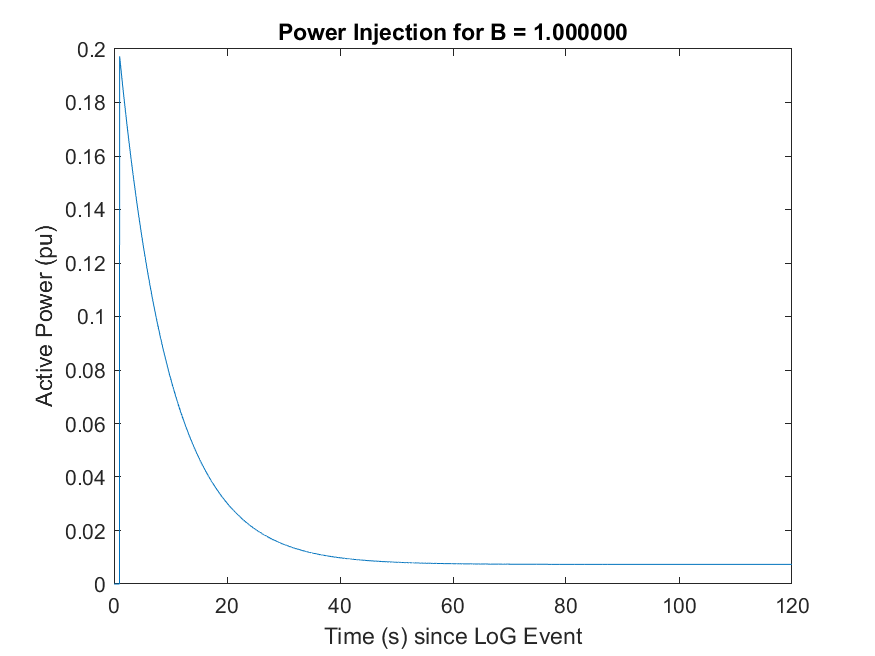 Power Injection for B = 1.000000
0.2
0.18
0.16
0.14
0.12
0.1
0.08
0.06
0.04
0.02
0
Active Power (pu)
0 20 40 60 80 100 120
Time (s) since LoG Event